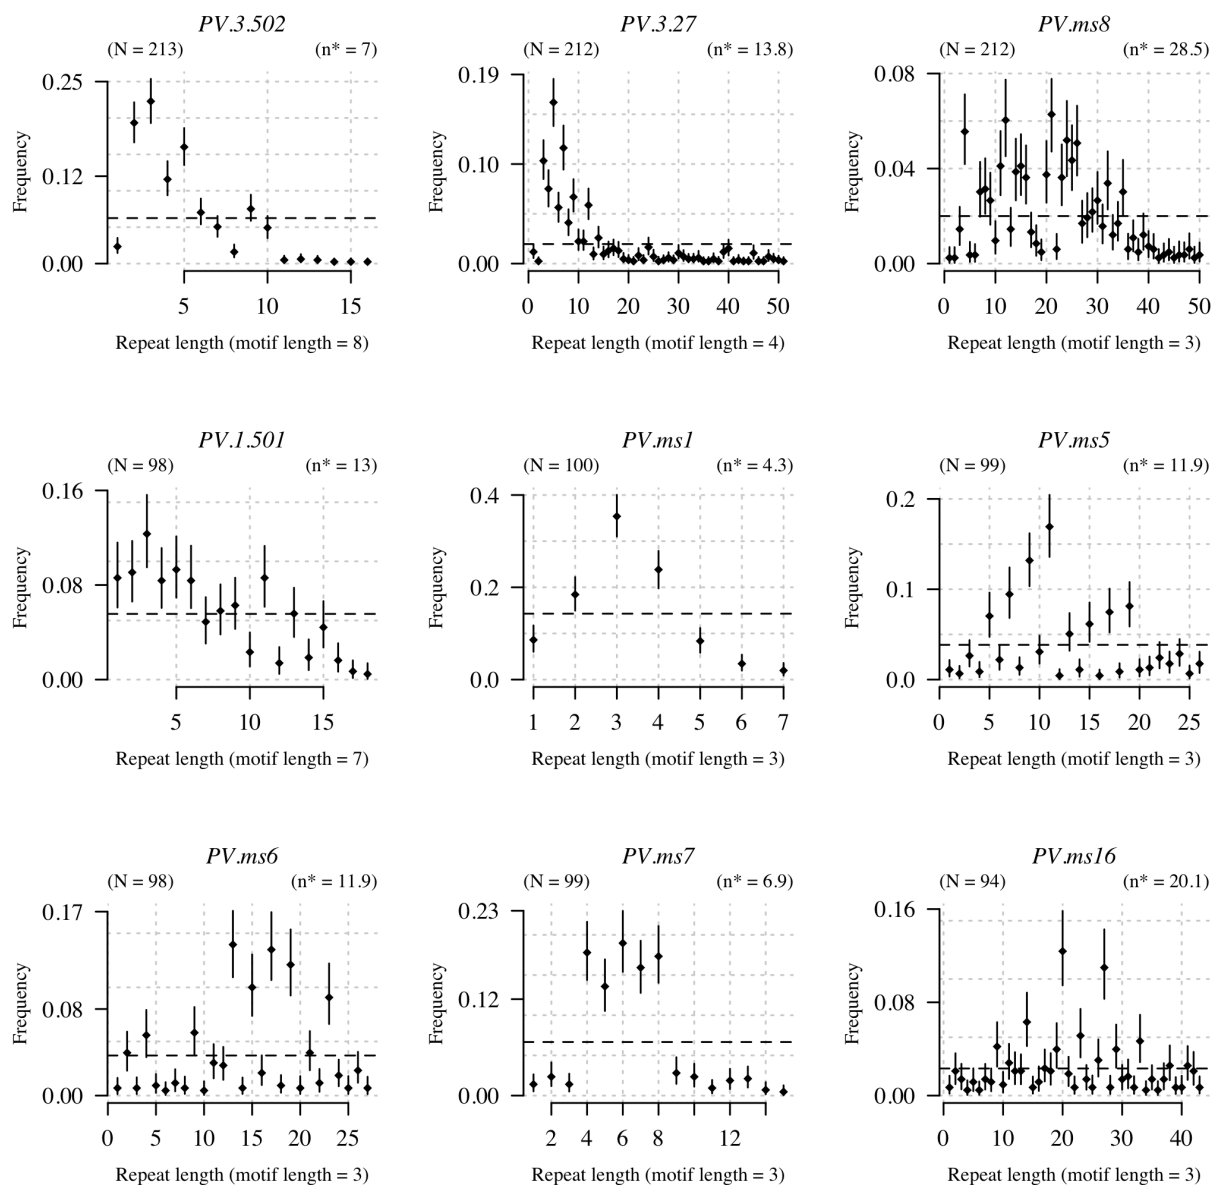 PV.3.502
(N = 213) (n* = 7)
Frequency
0.25
0.12
0.00
5 10 15
Repeat length (motif length = 8)
PV.3.27
(N = 212) (n* = 13.8)
Frequency
0.19
0.10
0.00
0 10 20 30 40 50
Repeat length (motif length = 4)
PV.ms8
(N = 212) (n* = 28.5)
Frequency
0.08
0.04
0.00
0 10 20 30 40 50
Repeat length (motif length = 3)
PV.1.501
(N = 98) (n* = 13)
Frequency
0.16
0.08
0.00
5 10 15
Repeat length (motif length = 7)
PV.ms1
(N = 100) (n* = 4.3)
Frequency
0.4
0.2
0.0
1 2 3 4 5 6 7
Repeat length (motif length = 3)
PV.ms5
(N = 99) (n* = 11.9)
Frequency
0.2
0.1
0.0
0 5 10 15 20 25
Repeat length (motif length = 3)
PV.ms6
(N = 98) (n* = 11.9)
Frequency
0.17
0.08
0.00
0 5 10 15 20 25
Repeat length (motif length = 3)
PV.ms7
(N = 99) (n* = 6.9)
Frequency
0.23
0.12
0.00
2 4 6 8 12
Repeat length (motif length = 3)
PV.ms16
(N = 94) (n* = 20.1)
Frequency
0.16
0.08
0.00
0 10 20 30 40
Repeat length (motif length = 3)